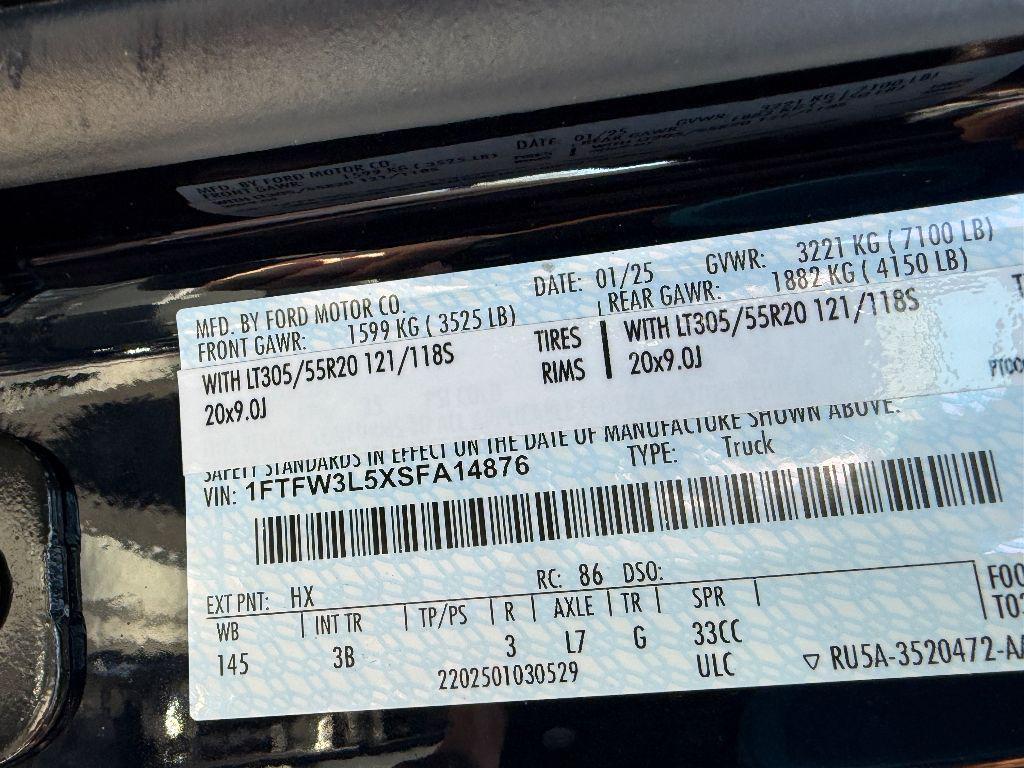 MFD. BY FORD MOTOR CO. DATE: 01/25 GVWR: 3221 KG ( 7100 LB)
FRONT GAWR: 1599 KG ( 3525 LB) REAR GAWR: 1882 KG ( 4150 LB)
WITH LT305/55R20 121/118S TIRES WITH LT305/55R20 121/118S
20x9.0J RIMS 20x9.0J
SAFETY STANDARDS IN EFFECT ON THE DATE OF MANUFACTURE SHOWN ABOVE.
VIN: 1FTFW3L5XSFA14876 TYPE: Truck
EXT PNT: HX RC: 86 DSO:
WB INT TR TP/PS R AXLE TR SPR
145 3B 3 L7 G 33CC
2202501030529 ULC ▽ RU5A-3520472-A